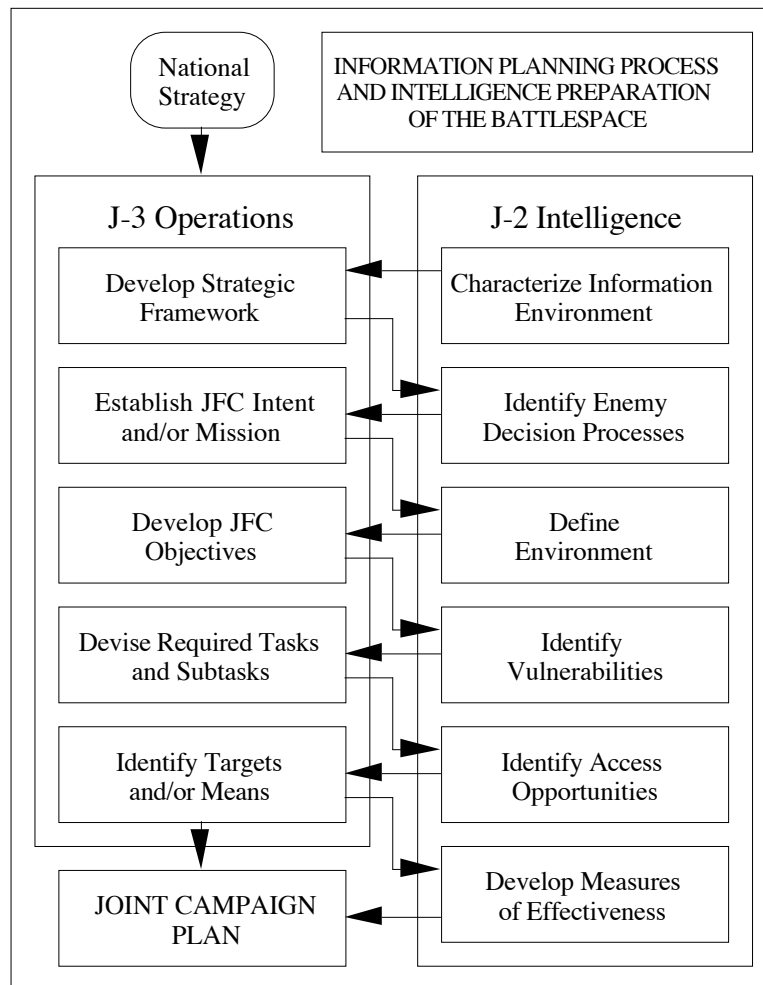 National
Strategy
INFORMATION PLANNING PROCESS
AND INTELLIGENCE PREPARATION
OF THE BATTLESPACE
J-3 Operations
J-2 Intelligence
Develop Strategic
Framework
Characterize Information
Environment
Establish JFC Intent
and/or Mission
Identify Enemy
Decision Processes
Develop JFC
Objectives
Define
Environment
Devise Required Tasks
and Subtasks
Identify
Vulnerabilities
Identify Targets
and/or Means
Identify Access
Opportunities
JOINT CAMPAIGN
PLAN
Develop Measures
of Effectiveness